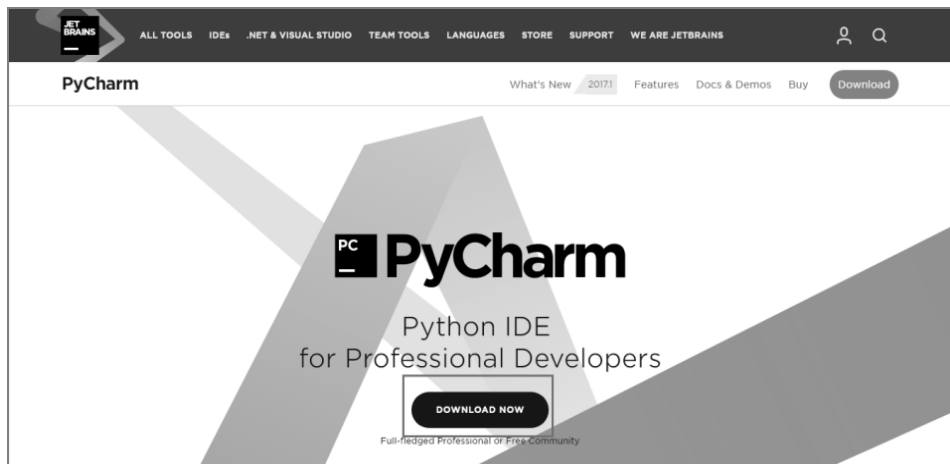 JET
BRAINS
ALL TOOLS IDEs .NET & VISUAL STUDIO TEAM TOOLS LANGUAGES STORE SUPPORT WE ARE JETBRAINS
PyCharm What's New 2017.1 Features Docs & Demos Buy Download
PC PyCharm
Python IDE
for Professional Developers
DOWNLOAD NOW
Full-fledged Professional or Free Community